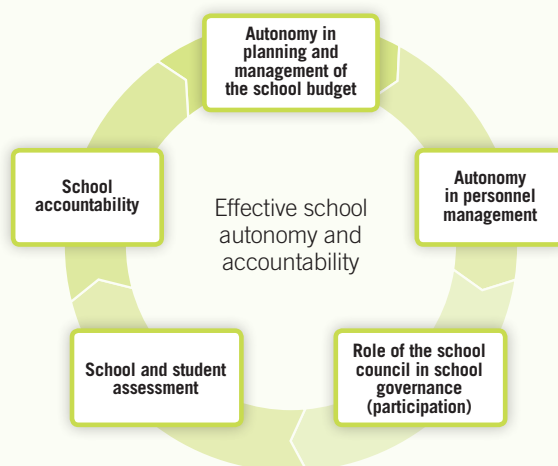 Autonomy in
planning and
management of
the school budget
Autonomy
in personnel
management
Role of the school
council in school
governance
(participation)
School and student
assessment
School
accountability
Effective school
autonomy and
accountability